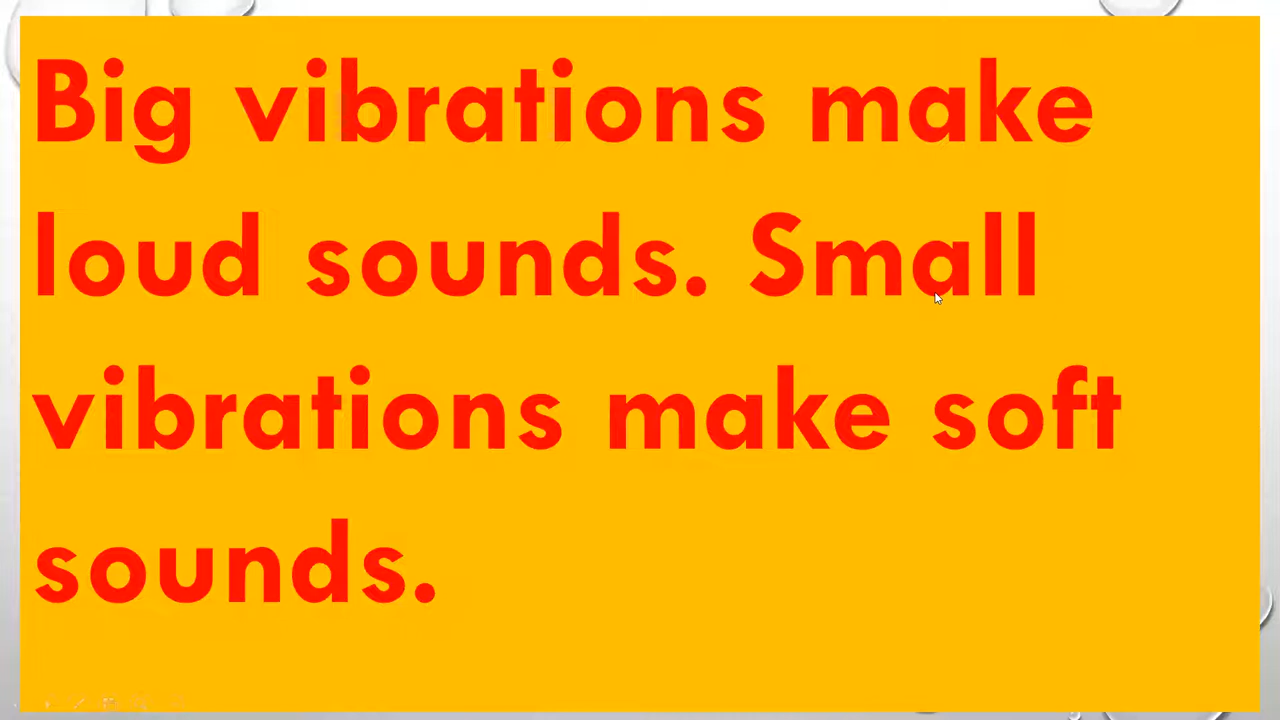 Big vibrations make
loud sounds. Small
vibrations make soft
sounds.